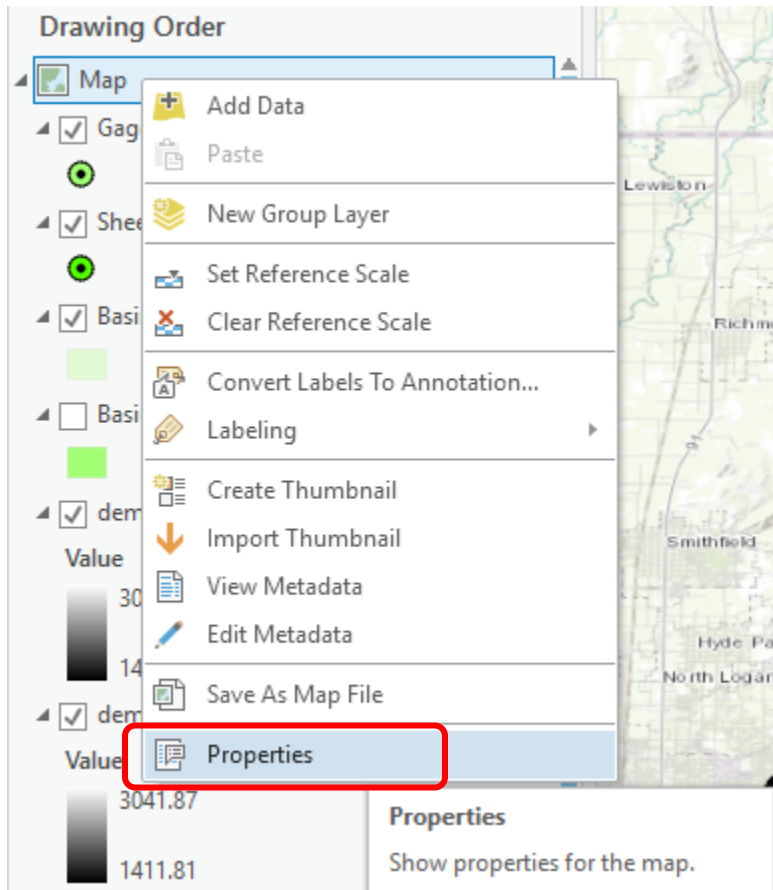 Drawing Order
Map
Gag
Shee
Basi
Basi
dem
Value
30
14
dem
Value
3041.87
1411.81
Add Data
Paste
New Group Layer
Set Reference Scale
Clear Reference Scale
Convert Labels To Annotation...
A
Labeling
Create Thumbnail
Import Thumbnail
View Metadata
Edit Metadata
Save As Map File
Properties
Properties
Show properties for the map.
Lewiston
Richm
91
Smithfield
Hyde Pa
North Logan